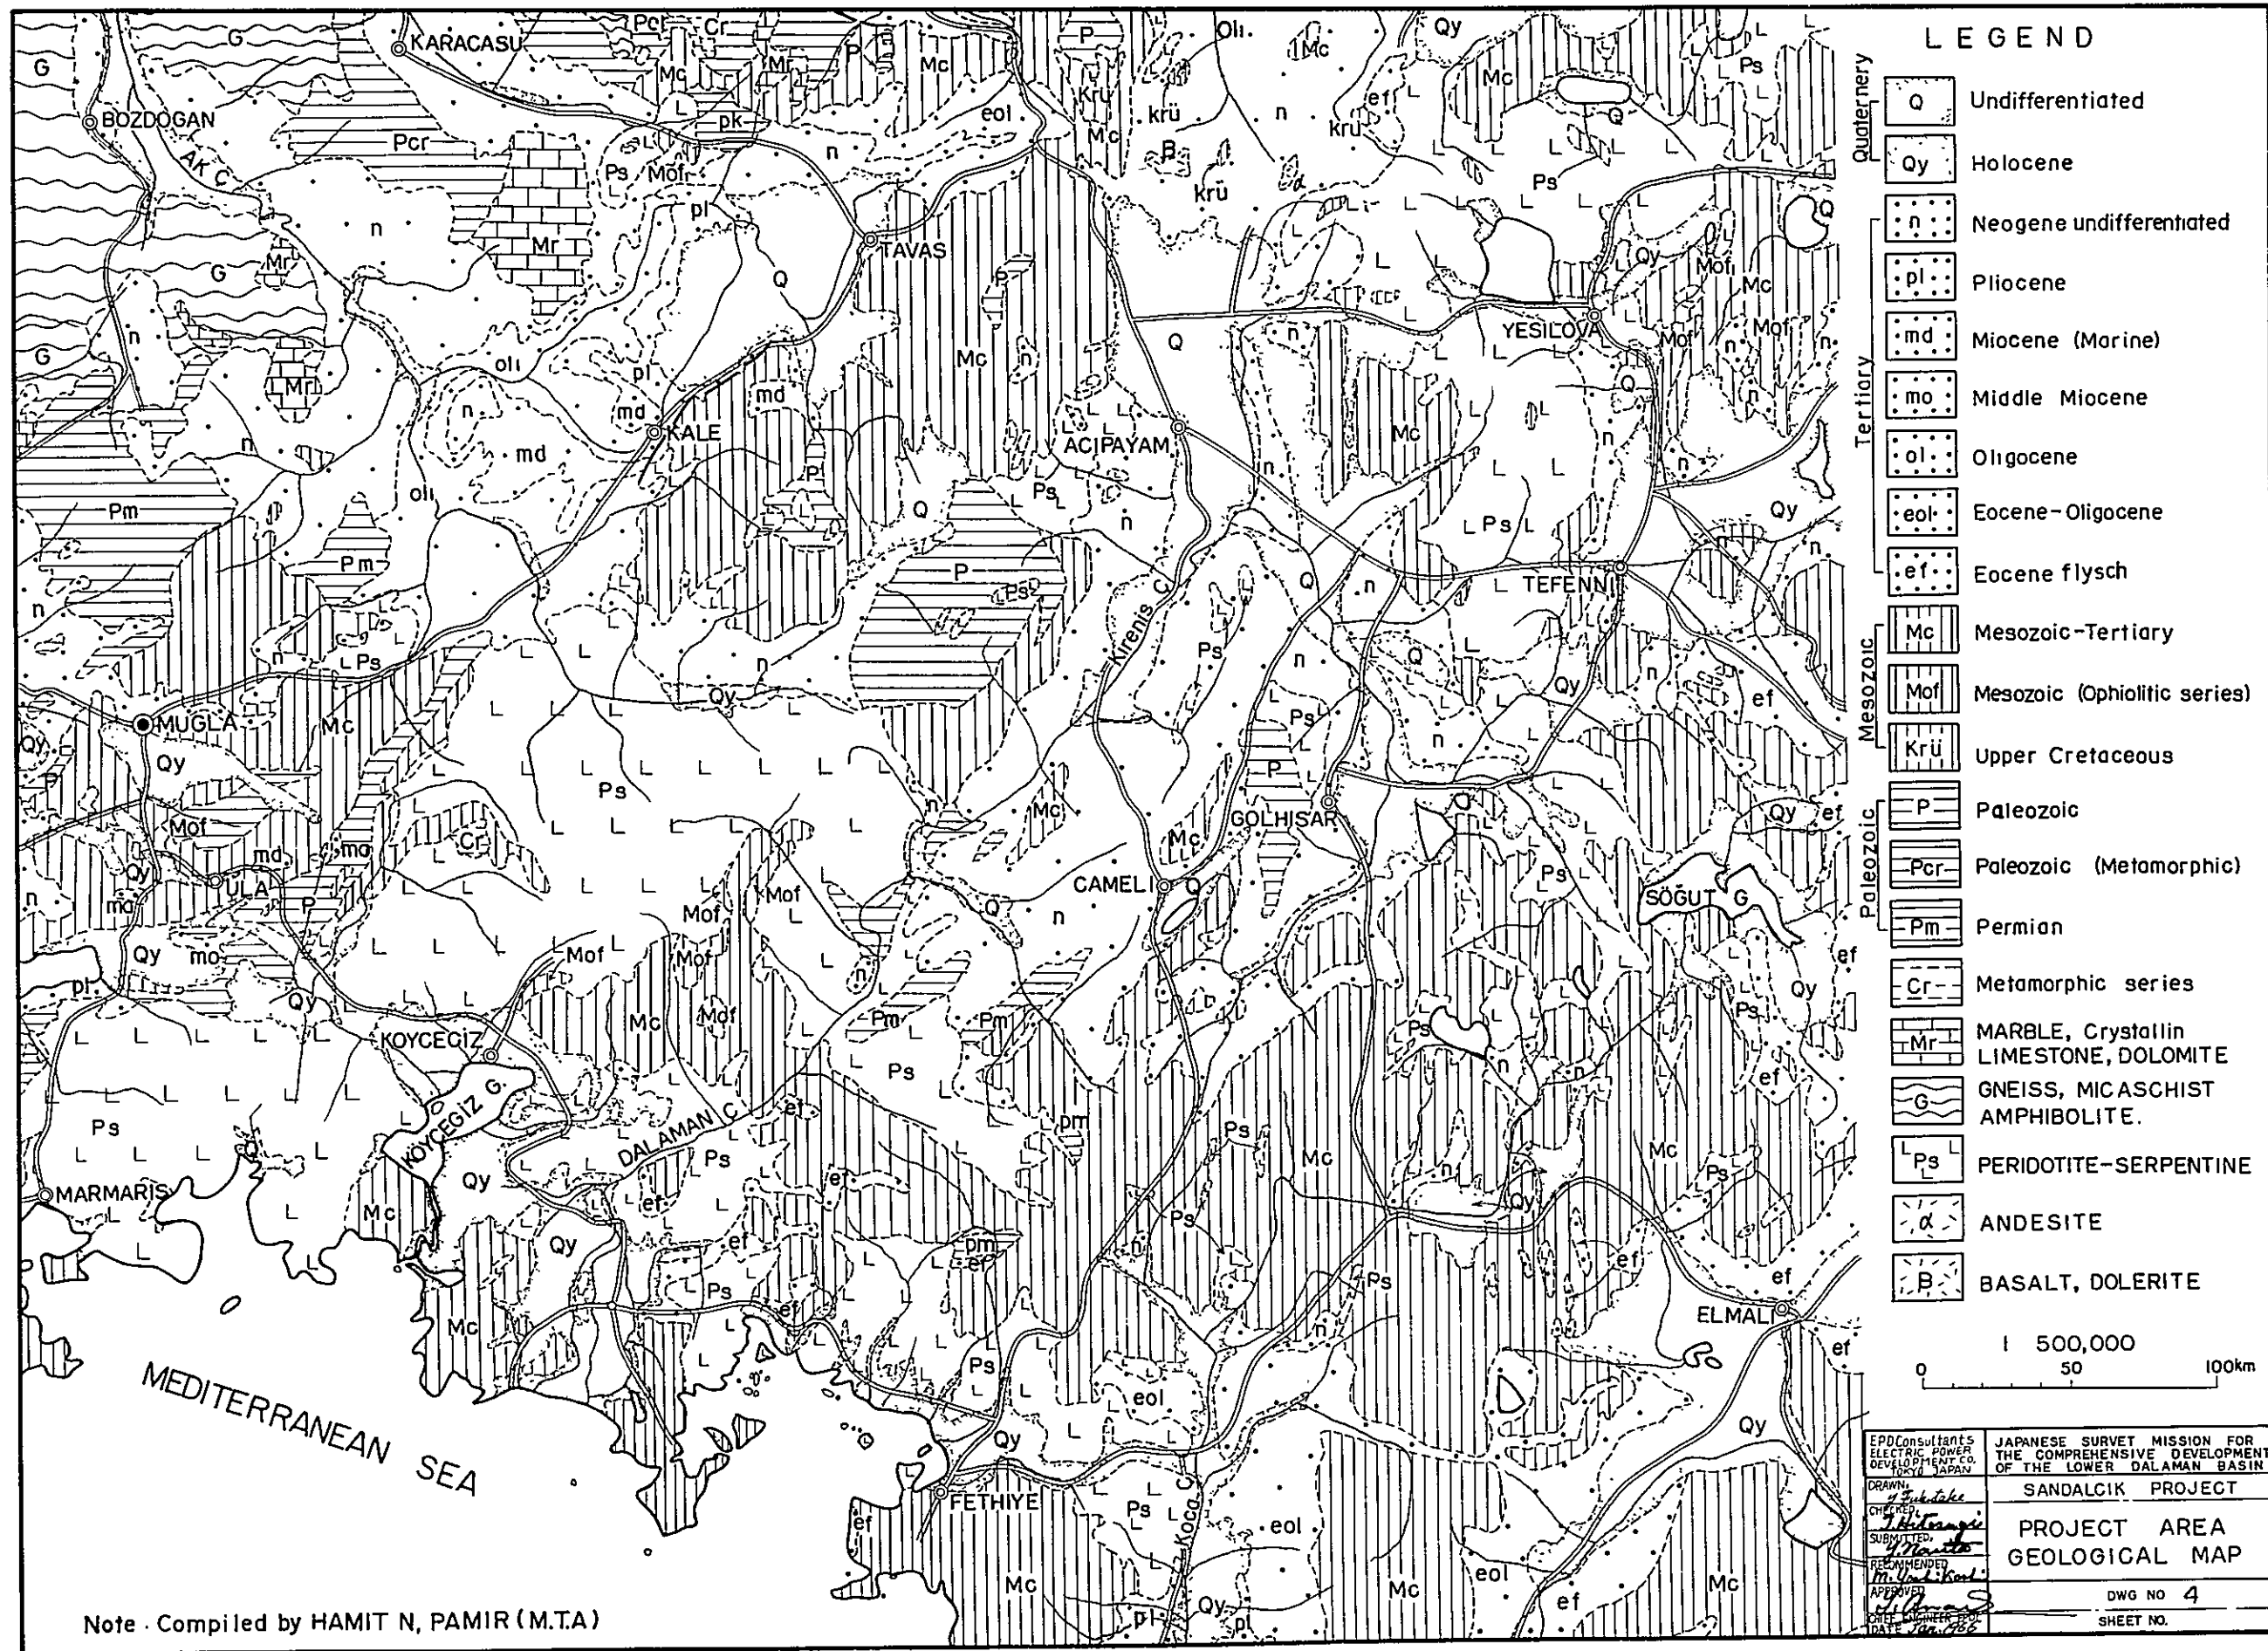 LEGEND
Quaternery
Q Undifferentiated
Qy Holocene
Tertiary
n Neogene undifferentiated
pl Pliocene
md Miocene (Marine)
mo Middle Miocene
ol Oligocene
eol Eocene-Oligocene
ef Eocene flysch
Mesozoic
Mc Mesozoic-Tertiary
Mof Mesozoic (Ophiolitic series)
Krü Upper Cretaceous
Paleozoic
P Paleozoic
Pcr Paleozoic (Metamorphic)
Pm Permian
Cr Metamorphic series
Mr MARBLE, Crystallin
LIMESTONE, DOLOMITE
G GNEISS, MICASCHIST
AMPHIBOLITE.
Ps PERIDOTITE-SERPENTINE
α ANDESITE
B BASALT, DOLERITE
1 500,000
0 50 100km
KARACASU
BOZDOGAN
AK Ç.
TAVAS
KALE
ACIPAYAM
YESILOVA
TEFENNI
Kirenis Ç.
MUGLA
ULA
GOLHISAR
CAMELI
SÖGUT G.
KOYCEGIZ
KOYCEGIZ G.
DALAMAN C.
MARMARIS
ELMALI
FETHIYE
Koca Ç.
MEDITERRANEAN SEA
Note · Compiled by HAMIT N, PAMIR (M.T.A)
EPDConsultants
ELECTRIC POWER
DEVELOPMENT CO.
TOKYO JAPAN
JAPANESE SURVET MISSION FOR
THE COMPREHENSIVE DEVELOPMENT
OF THE LOWER DALAMAN BASIN
SANDALCIK PROJECT
PROJECT AREA
GEOLOGICAL MAP
DWG NO 4
SHEET NO.
DRAWN,
CHECKED,
SUBMITTED,
RECOMMENDED
APPROVED
CHIEF ENGINEER
DATE Jan. 1966